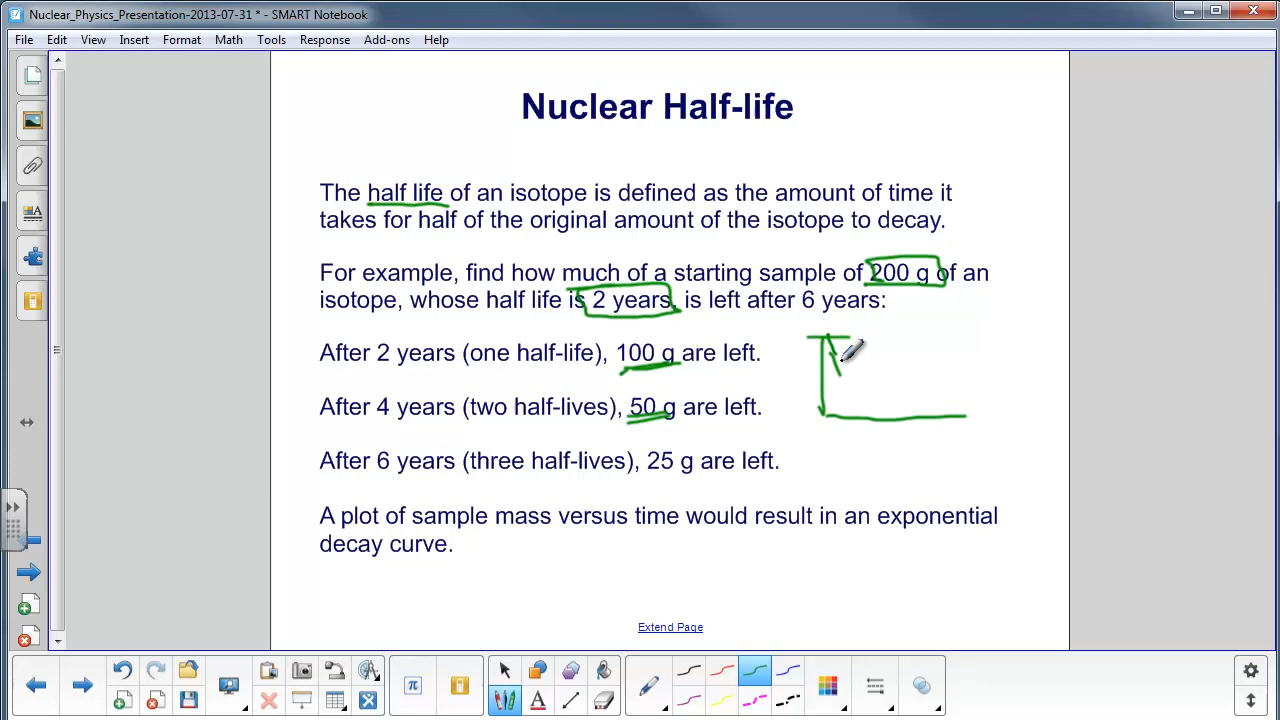 Nuclear_Physics_Presentation-2013-07-31 * - SMART Notebook
File Edit View Insert Format Math Tools Response Add-ons Help
Nuclear Half-life
The half life of an isotope is defined as the amount of time it
takes for half of the original amount of the isotope to decay.
For example, find how much of a starting sample of 200 g of an
isotope, whose half life is 2 years, is left after 6 years:
After 2 years (one half-life), 100 g are left.
After 4 years (two half-lives), 50 g are left.
After 6 years (three half-lives), 25 g are left.
A plot of sample mass versus time would result in an exponential
decay curve.
Extend Page